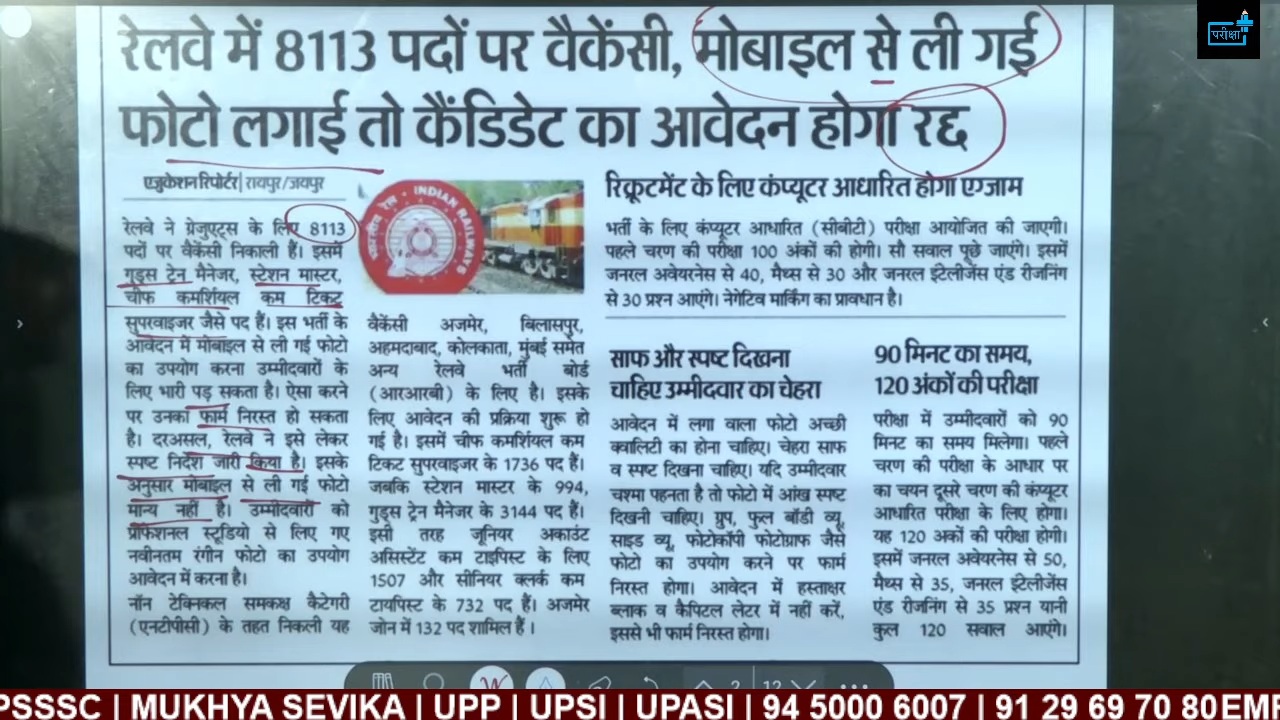 परीक्षा
रेलवे में 8113 पदों पर वैकेंसी, मोबाइल से ली गई
फोटो लगाई तो कैंडिडेट का आवेदन होगा रद्द
एजुकेशन रिपोर्टर | रायपुर/जयपुर
रेलवे ने ग्रेजुएट्स के लिए 8113
पदों पर वैकेंसी निकाली हैं। इसमें
गुड्स ट्रेन मैनेजर, स्टेशन मास्टर,
चीफ कमर्शियल कम टिकट
सुपरवाइजर जैसे पद हैं। इस भर्ती के
आवेदन में मोबाइल से ली गई फोटो
का उपयोग करना उम्मीदवारों के
लिए भारी पड़ सकता है। ऐसा करने
पर उनका फार्म निरस्त हो सकता
है। दरअसल, रेलवे ने इसे लेकर
स्पष्ट निर्देश जारी किया है। इसके
अनुसार मोबाइल से ली गई फोटो
मान्य नहीं है। उम्मीदवारों को
प्रोफेशनल स्टूडियो से लिए गए
नवीनतम रंगीन फोटो का उपयोग
आवेदन में करना है।
नॉन टेक्निकल समकक्ष कैटेगरी
(एनटीपीसी) के तहत निकली यह
INDIAN RAILWAYS
भारतीय रेल
वैकेंसी अजमेर, बिलासपुर,
अहमदाबाद, कोलकाता, मुंबई समेत
अन्य रेलवे भर्ती बोर्ड
(आरआरबी) के लिए है। इसके
लिए आवेदन की प्रक्रिया शुरू हो
गई है। इसमें चीफ कमर्शियल कम
टिकट सुपरवाइजर के 1736 पद हैं।
जबकि स्टेशन मास्टर के 994,
गुड्स ट्रेन मैनेजर के 3144 पद हैं।
इसी तरह जूनियर अकाउंट
असिस्टेंट कम टाइपिस्ट के लिए
1507 और सीनियर क्लर्क कम
टायपिस्ट के 732 पद हैं। अजमेर
जोन में 132 पद शामिल हैं ।
रिक्रूटमेंट के लिए कंप्यूटर आधारित होगा एग्जाम
भर्ती के लिए कंप्यूटर आधारित (सीबीटी) परीक्षा आयोजित की जाएगी।
पहले चरण की परीक्षा 100 अंकों की होगी। सौ सवाल पूछे जाएंगे। इसमें
जनरल अवेयरनेस से 40, मैथ्स से 30 और जनरल इंटेलीजेंस एंड रीजनिंग
से 30 प्रश्न आएंगे। नेगेटिव मार्किंग का प्रावधान है।
साफ और स्पष्ट दिखना
चाहिए उम्मीदवार का चेहरा
आवेदन में लगा वाला फोटो अच्छी
क्वालिटी का होना चाहिए। चेहरा साफ
व स्पष्ट दिखना चाहिए। यदि उम्मीदवार
चश्मा पहनता है तो फोटो में आंख स्पष्ट
दिखनी चाहिए। ग्रुप, फुल बॉडी व्यू,
साइड व्यू, फोटोकॉपी फोटोग्राफ जैसे
फोटो का उपयोग करने पर फार्म
निरस्त होगा। आवेदन में हस्ताक्षर
ब्लाक व कैपिटल लेटर में नहीं करें,
इससे भी फार्म निरस्त होगा।
90 मिनट का समय,
120 अंकों की परीक्षा
परीक्षा में उम्मीदवारों को 90
मिनट का समय मिलेगा। पहले
चरण की परीक्षा के आधार पर
का चयन दूसरे चरण की कंप्यूटर
आधारित परीक्षा के लिए होगा।
यह 120 अकों की परीक्षा होगी।
इसमें जनरल अवेयरनेस से 50,
मैथ्स से 35, जनरल इंटेलीजेंस
एंड रीजनिंग से 35 प्रश्न यानी
कुल 120 सवाल आएंगे।
PSSSC | MUKHYA SEVIKA | UPP | UPSI | UPASI | 94 5000 6007 | 91 29 69 70 80 EMP